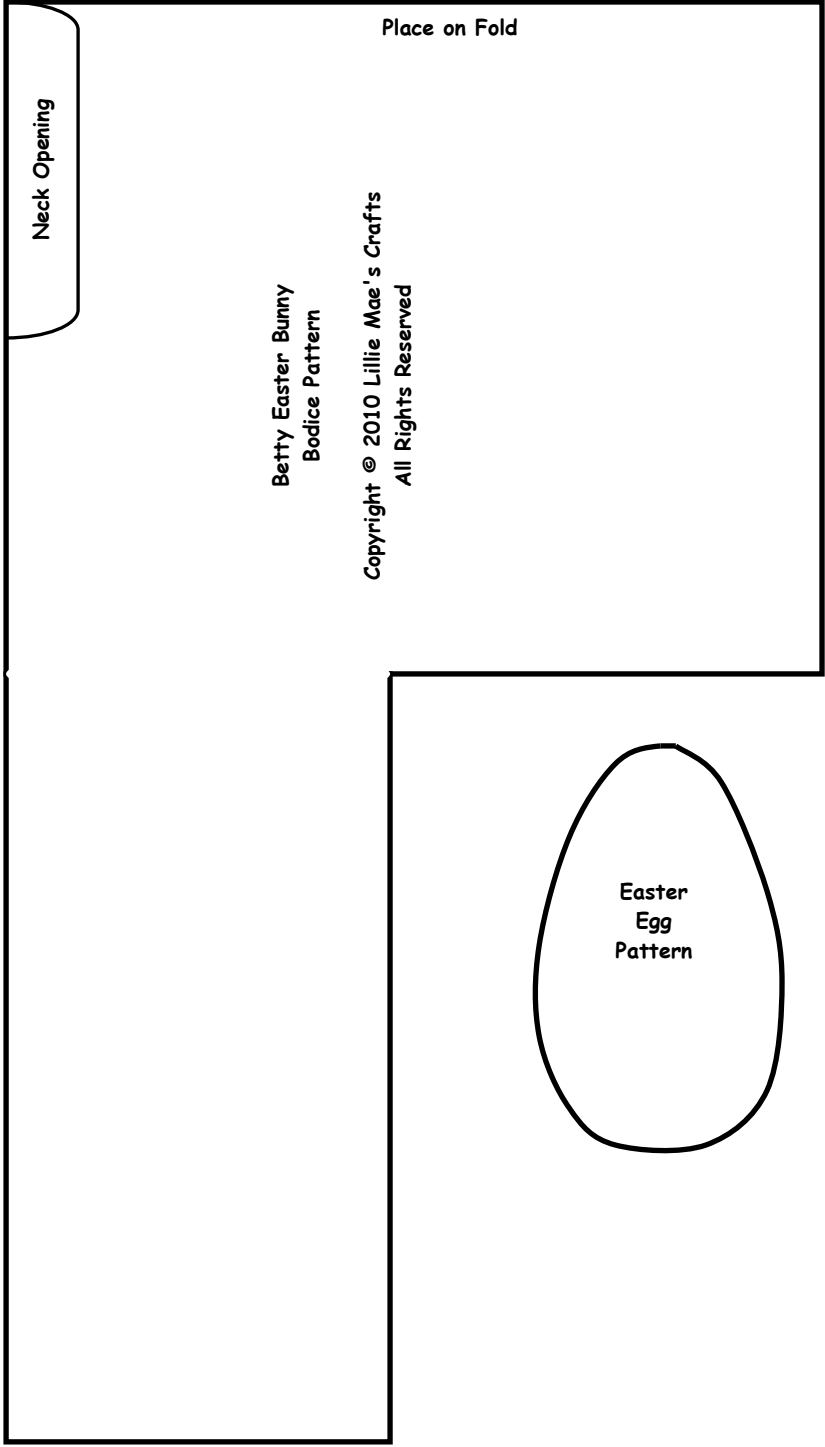 Place on Fold
Neck Opening
Betty Easter Bunny
Bodice Pattern
Copyright © 2010 Lillie Mae's Crafts
All Rights Reserved
Easter
Egg
Pattern